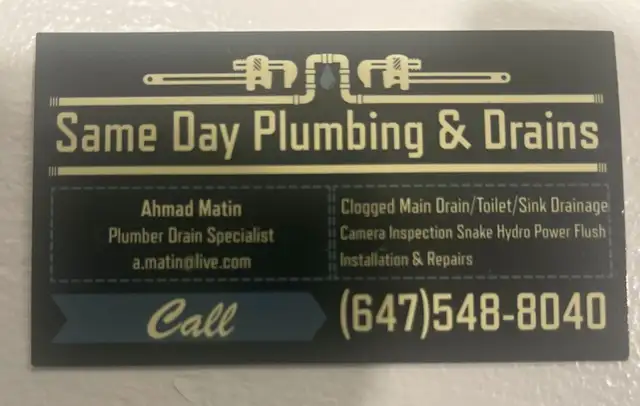 Same Day Plumbing & Drains
Ahmad Matin
Plumber Drain Specialist
a.matin@live.com
Clogged Main Drain/Toilet/Sink Drainage
Camera Inspection Snake Hydro Power Flush
Installation & Repairs
Call
(647)548-8040